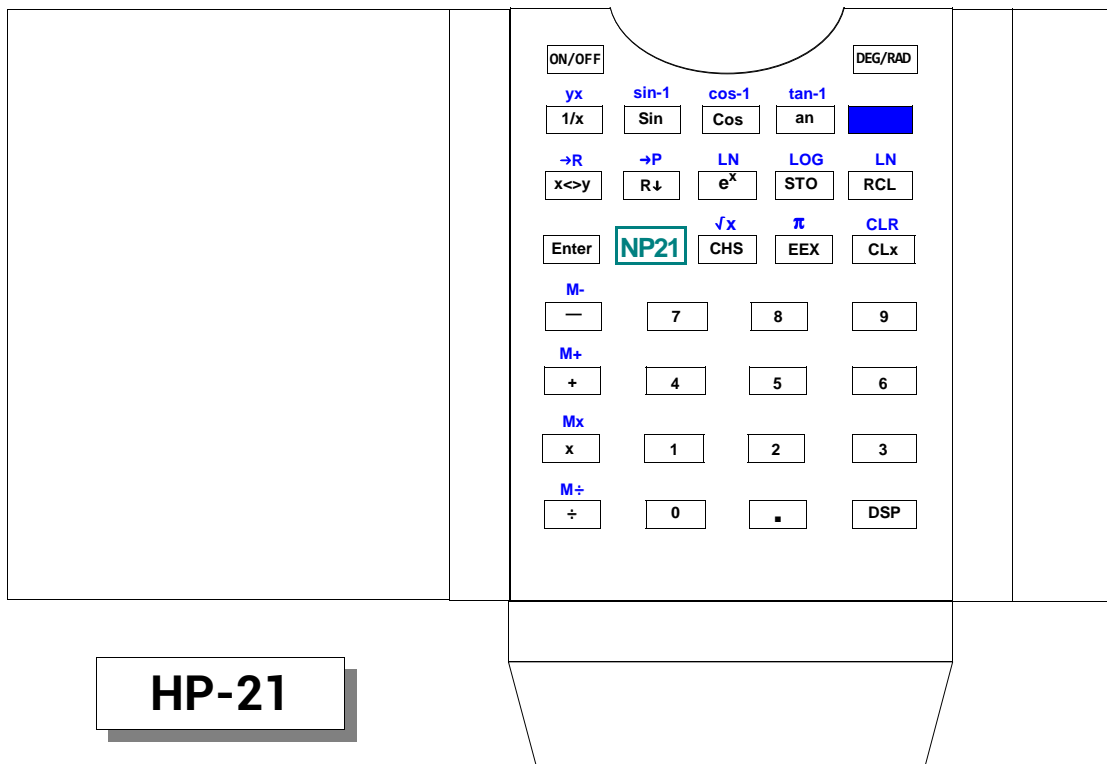 ON/OFF DEG/RAD
yx sin-1 cos-1 tan-1
1/x Sin Cos an
→R →P LN LOG LN
x<>y R↓ eˣ STO RCL
√x π CLR
Enter NP21 CHS EEX CLx
M-
— 7 8 9
M+
+ 4 5 6
Mx
x 1 2 3
M÷
÷ 0 . DSP
HP-21